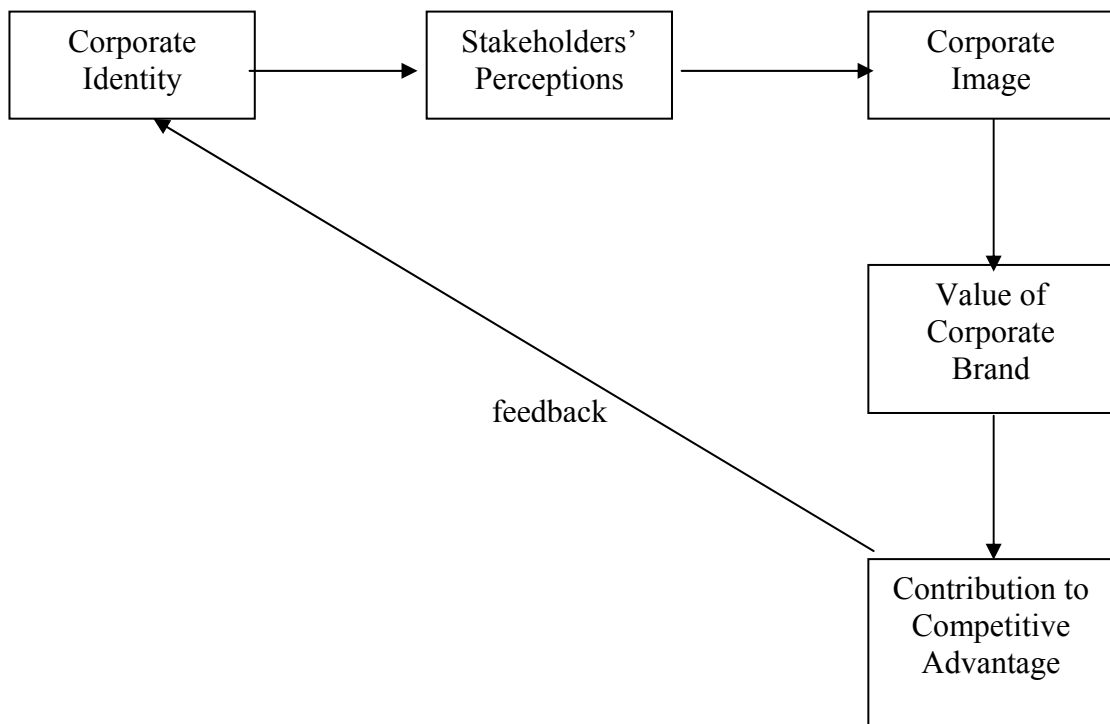 Corporate
Identity
Stakeholders’
Perceptions
Corporate
Image
Value of
Corporate
Brand
feedback
Contribution to
Competitive
Advantage